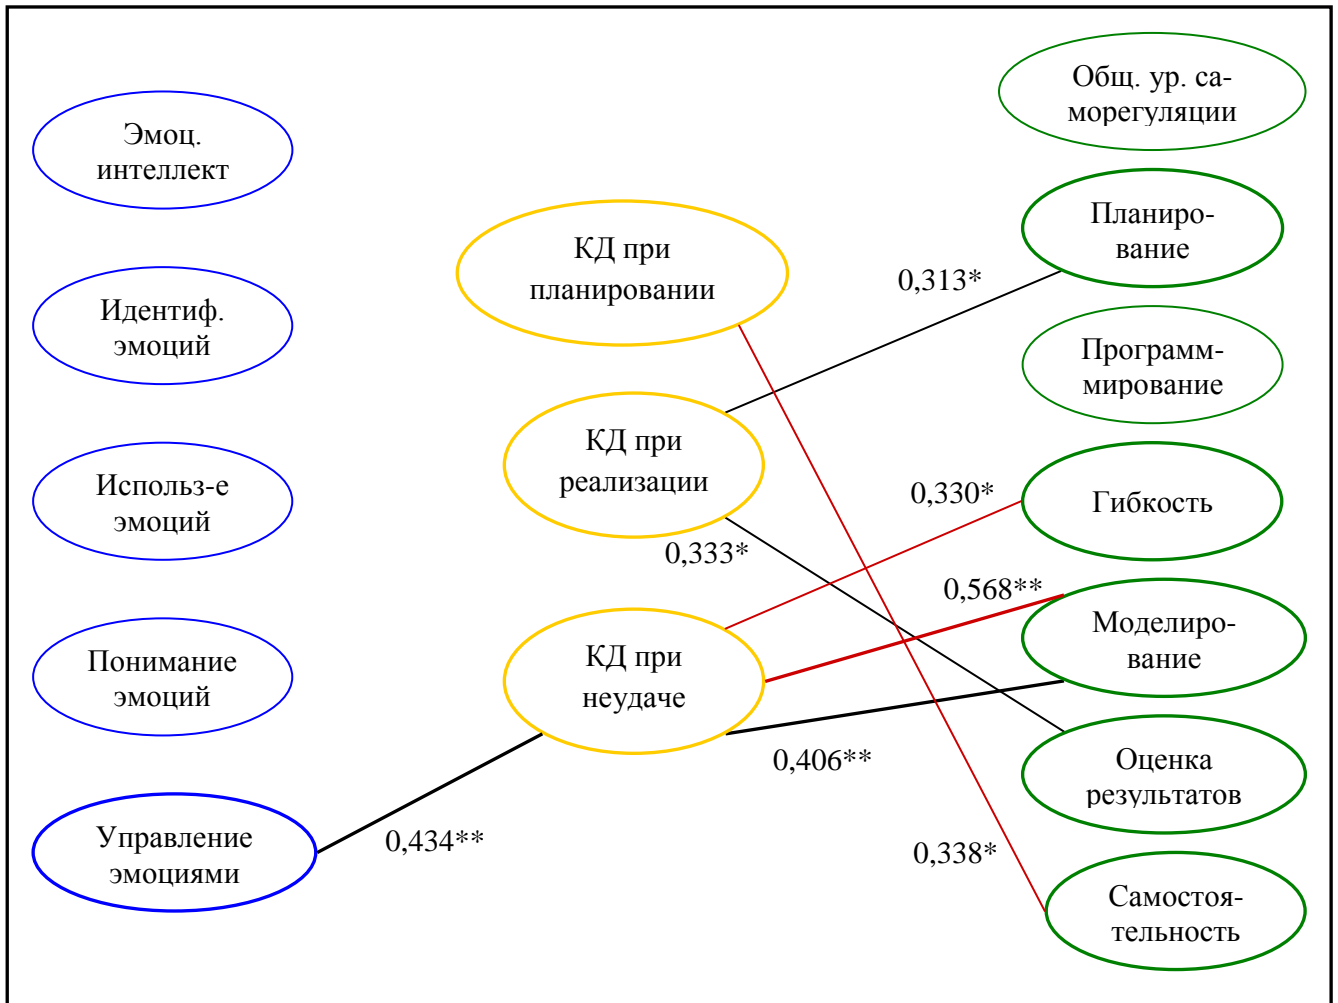 Эмоц.
интеллект
Идентиф.
эмоций
Использ-е
эмоций
Понимание
эмоций
Управление
эмоциями
0,434**
КД при
планировании
КД при
реализации
КД при
неудаче
0,313*
0,330*
0,333*
0,568**
0,406**
0,338*
Общ. ур. са-
морегуляции
Планиро-
вание
Программ-
мирование
Гибкость
Моделиро-
вание
Оценка
результатов
Самостоя-
тельность